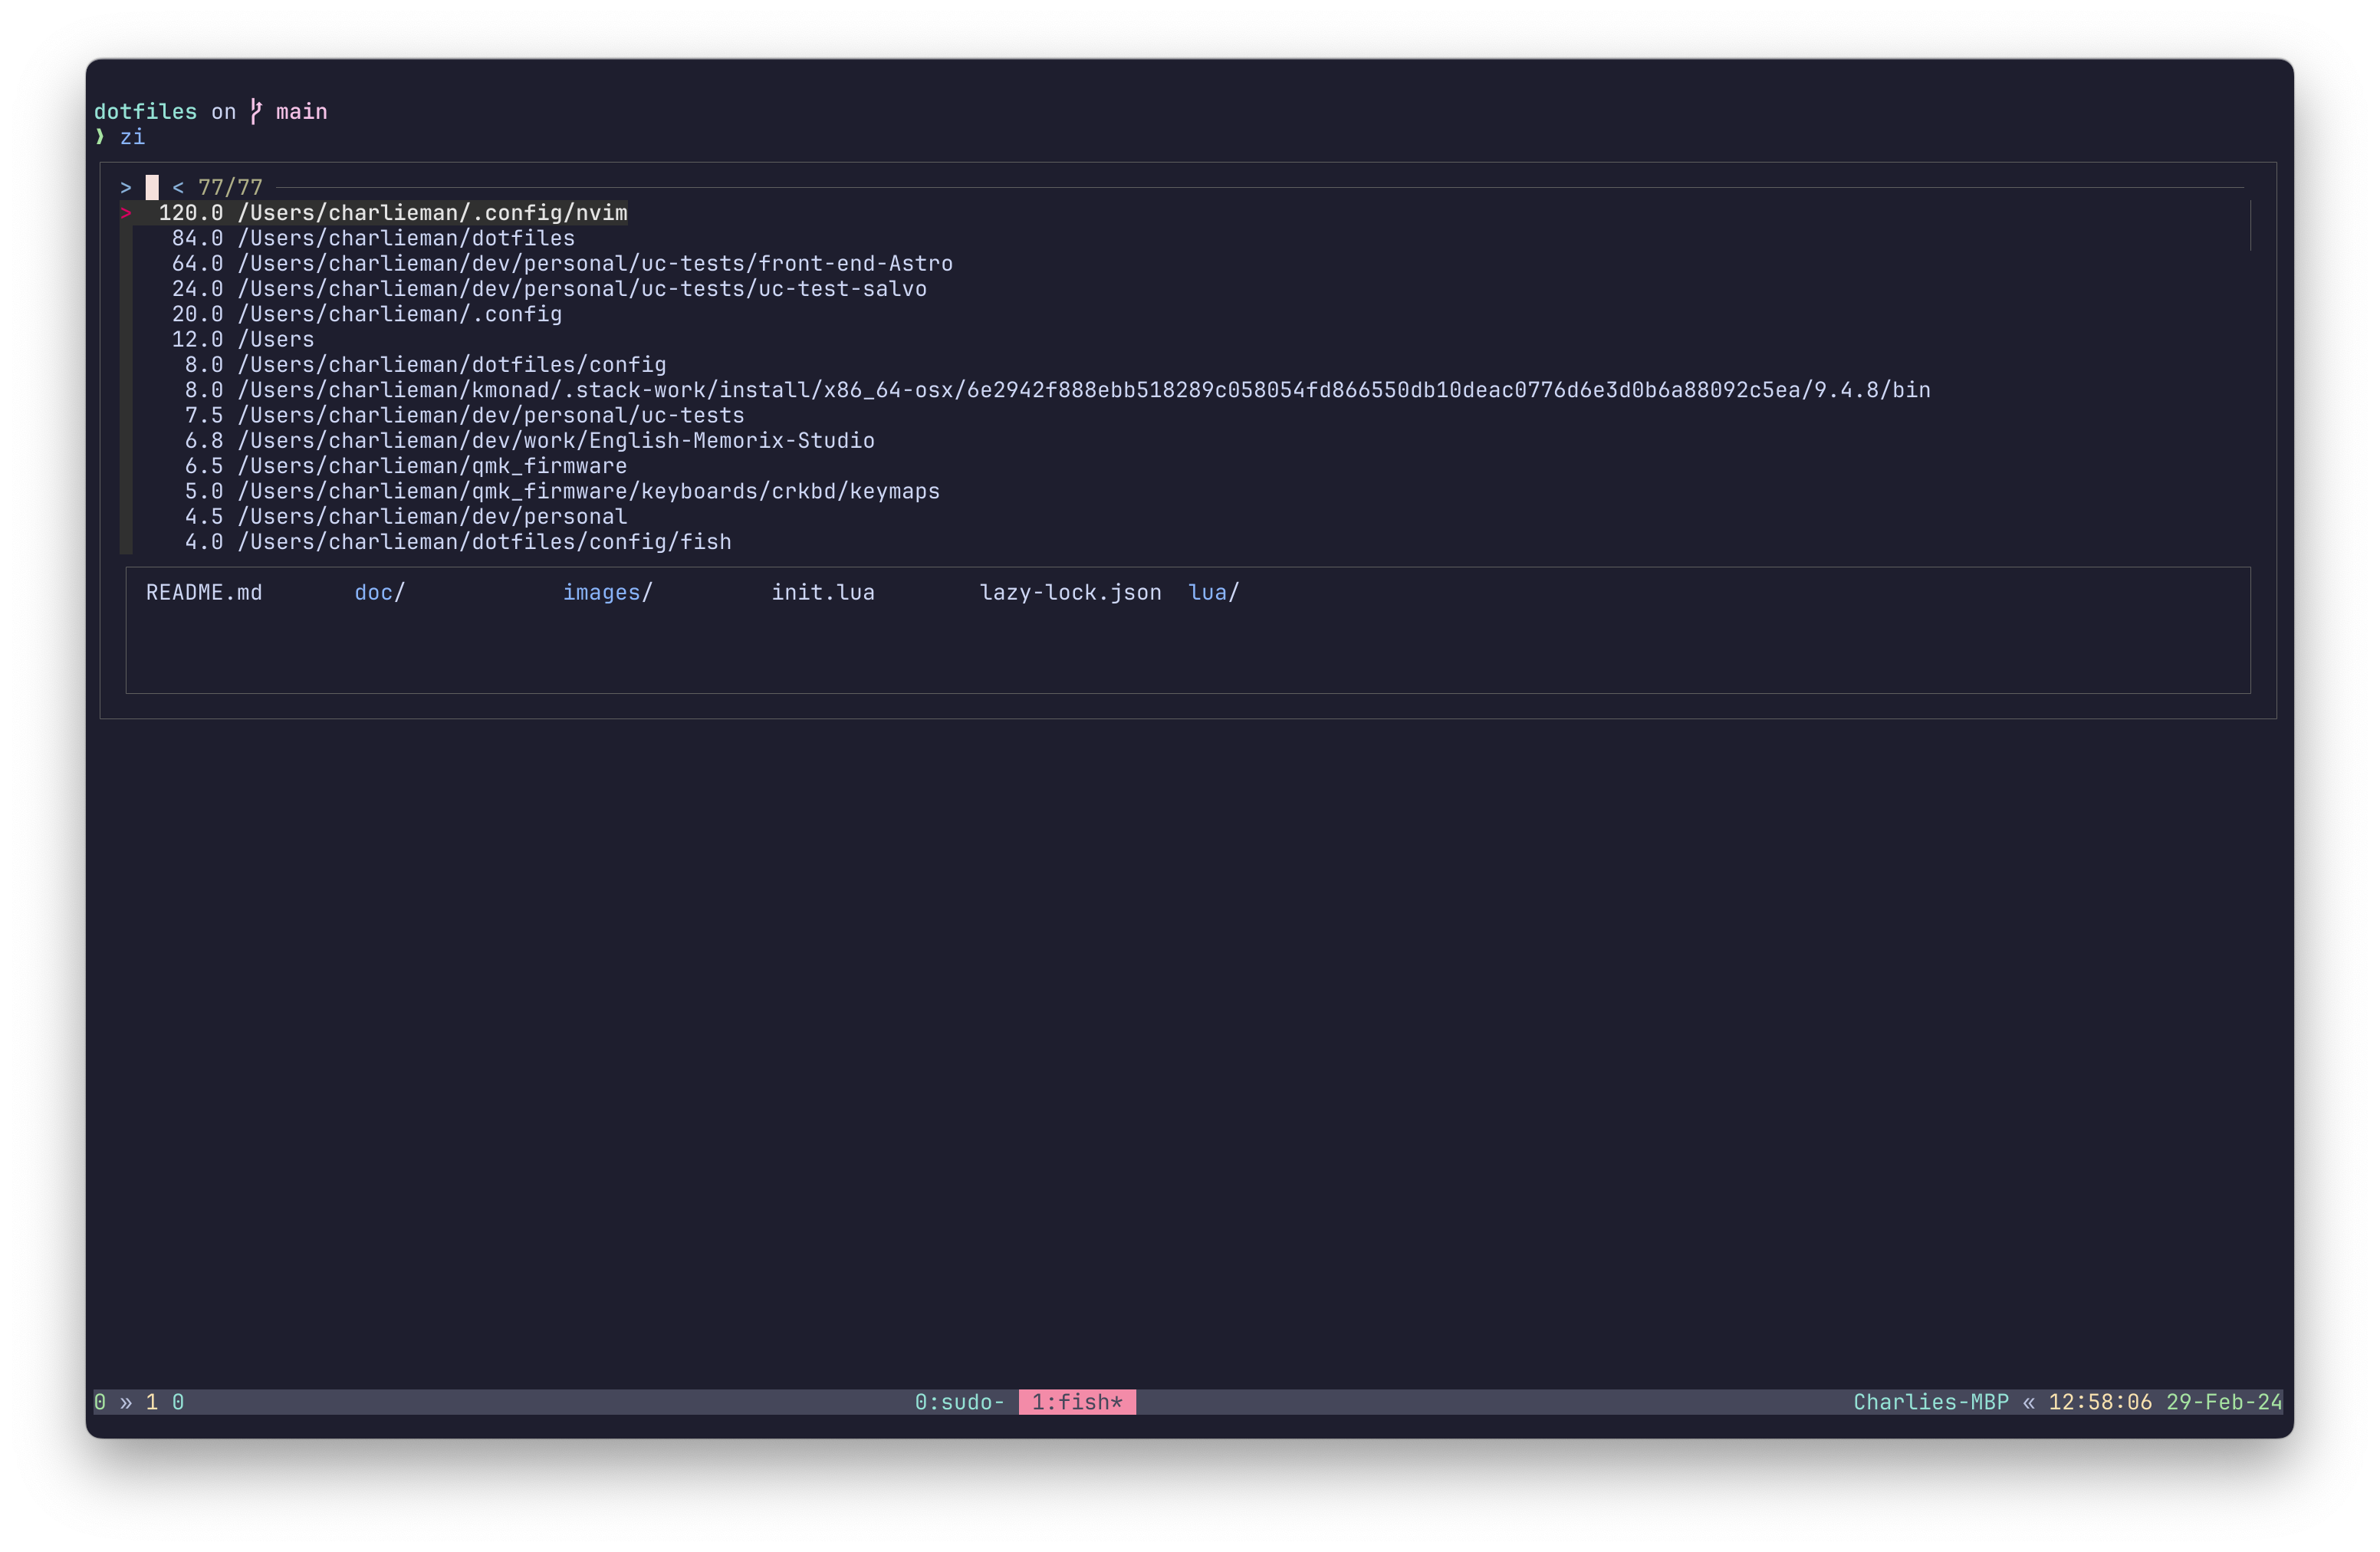 dotfiles on main
❱ zi
> < 77/77
> 120.0 /Users/charlieman/.config/nvim
84.0 /Users/charlieman/dotfiles
64.0 /Users/charlieman/dev/personal/uc-tests/front-end-Astro
24.0 /Users/charlieman/dev/personal/uc-tests/uc-test-salvo
20.0 /Users/charlieman/.config
12.0 /Users
8.0 /Users/charlieman/dotfiles/config
8.0 /Users/charlieman/kmonad/.stack-work/install/x86_64-osx/6e2942f888ebb518289c058054fd866550db10deac0776d6e3d0b6a88092c5ea/9.4.8/bin
7.5 /Users/charlieman/dev/personal/uc-tests
6.8 /Users/charlieman/dev/work/English-Memorix-Studio
6.5 /Users/charlieman/qmk_firmware
5.0 /Users/charlieman/qmk_firmware/keyboards/crkbd/keymaps
4.5 /Users/charlieman/dev/personal
4.0 /Users/charlieman/dotfiles/config/fish
README.md doc/ images/ init.lua lazy-lock.json lua/
0 » 1 0 0:sudo- 1:fish* Charlies-MBP « 12:58:06 29-Feb-24